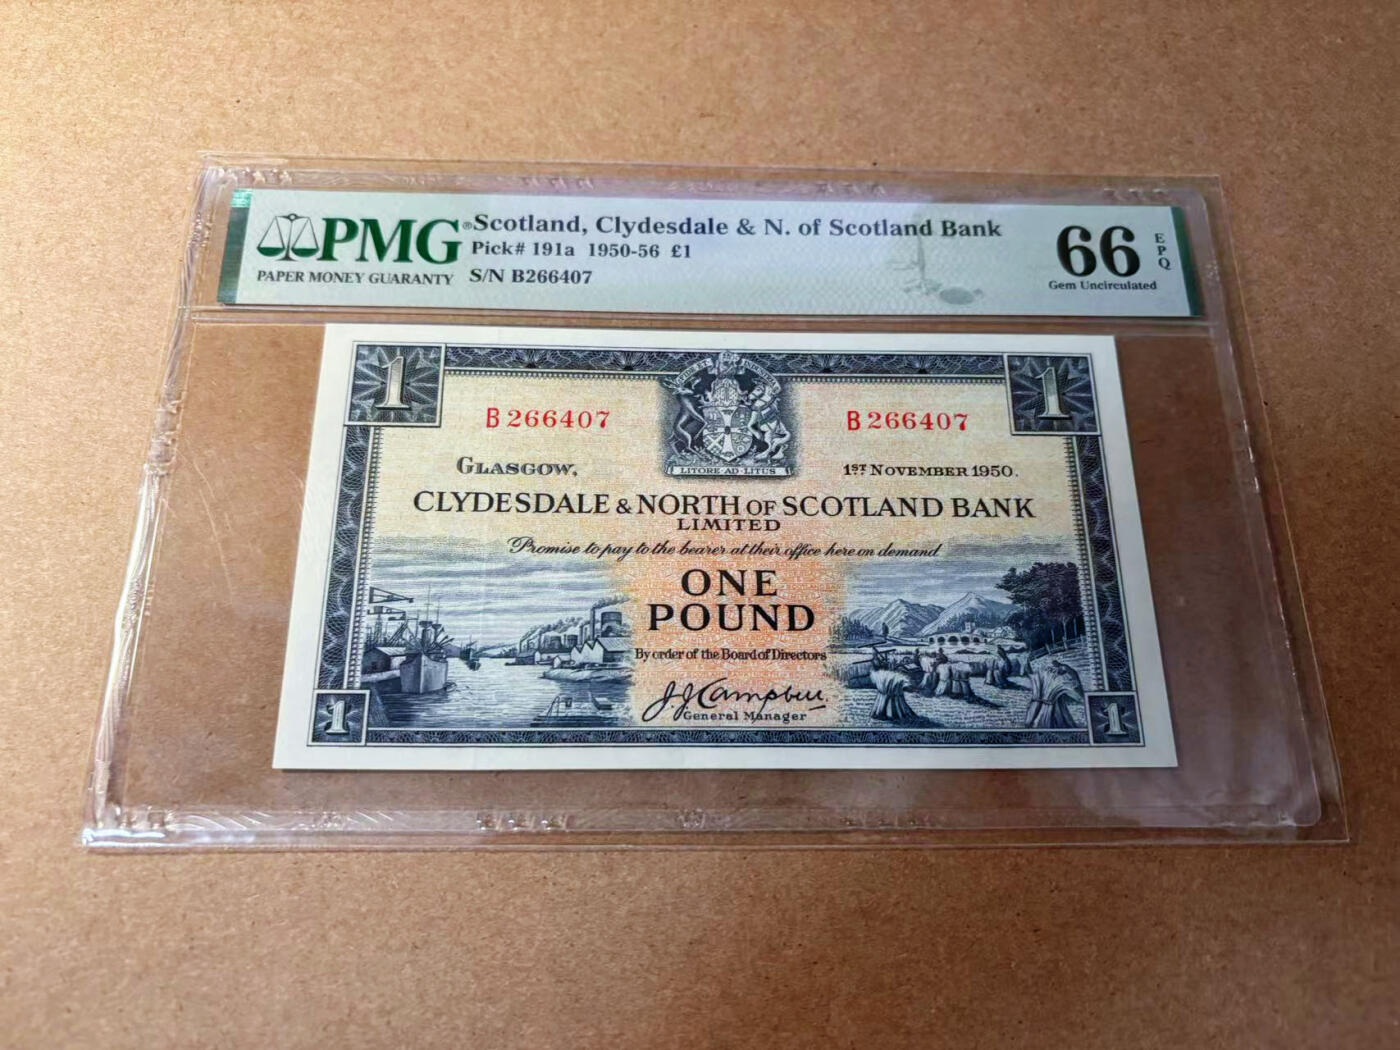 PMG® Scotland, Clydesdale & N. of Scotland Bank
Pick# 191a 1950-56 £1
PAPER MONEY GUARANTY S/N B266407
66 EPQ
Gem Uncirculated
1 1
B 266407 B 266407
LITORE·AD·LITUS
GLASGOW, 1ST NOVEMBER 1950.
CLYDESDALE & NORTH OF SCOTLAND BANK
LIMITED
Promise to pay to the bearer at their office here on demand
ONE
POUND
By order of the Board of Directors
J.J. Campbell.
General Manager
1 1